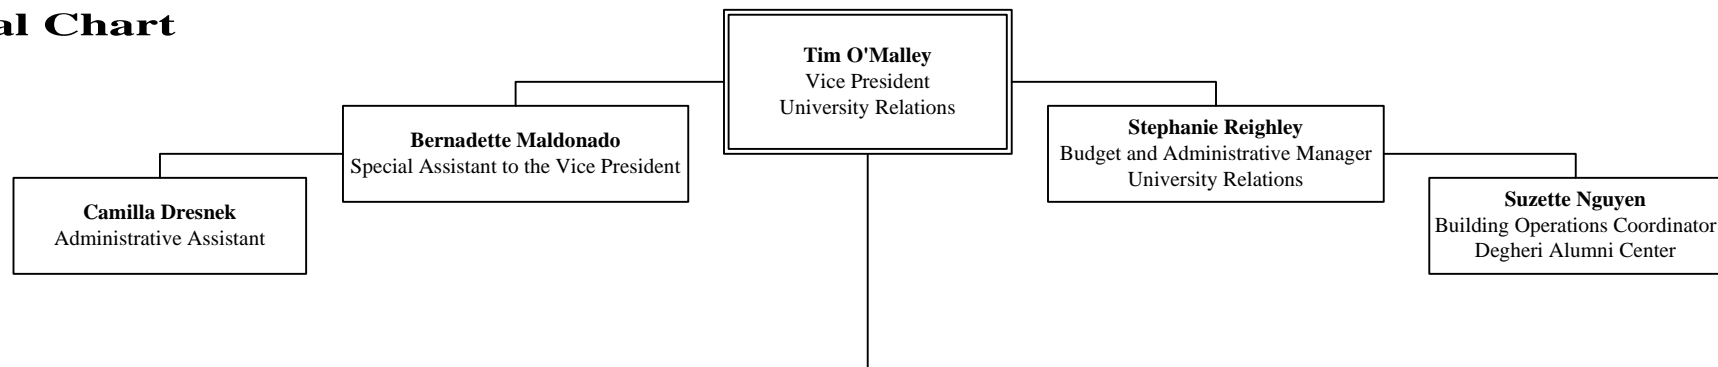 al Chart
Tim O'Malley
Vice President
University Relations
Bernadette Maldonado
Special Assistant to the Vice President
Stephanie Reighley
Budget and Administrative Manager
University Relations
Camilla Dresnek
Administrative Assistant
Suzette Nguyen
Building Operations Coordinator
Degheri Alumni Center